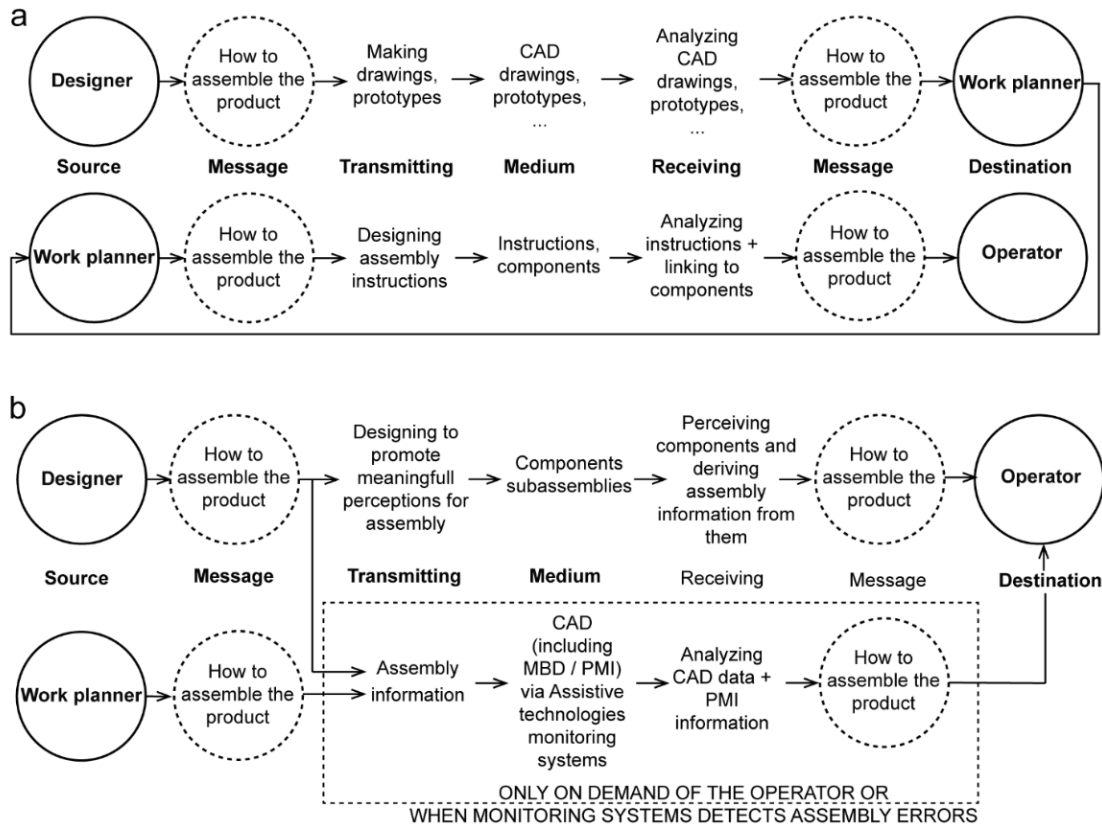 a
Designer
How to
assemble the
product
Making
drawings,
prototypes
CAD
drawings,
prototypes,
...
Analyzing
CAD
drawings,
prototypes,
...
How to
assemble the
product
Work planner
Source
Message
Transmitting
Medium
Receiving
Message
Destination
Work planner
How to
assemble the
product
Designing
assembly
instructions
Instructions,
components
Analyzing
instructions +
linking to
components
How to
assemble the
product
Operator
b
Designer
How to
assemble the
product
Designing to
promote
meaningfull
perceptions for
assembly
Components
subassemblies
Perceiving
components and
deriving
assembly
information from
them
How to
assemble the
product
Operator
Source
Message
Transmitting
Medium
Receiving
Message
Destination
Work planner
How to
assemble the
product
Assembly
information
CAD
(including
MBD / PMI)
via Assistive
technologies
monitoring
systems
Analyzing
CAD data +
PMI
information
How to
assemble the
product
ONLY ON DEMAND OF THE OPERATOR OR
WHEN MONITORING SYSTEMS DETECTS ASSEMBLY ERRORS